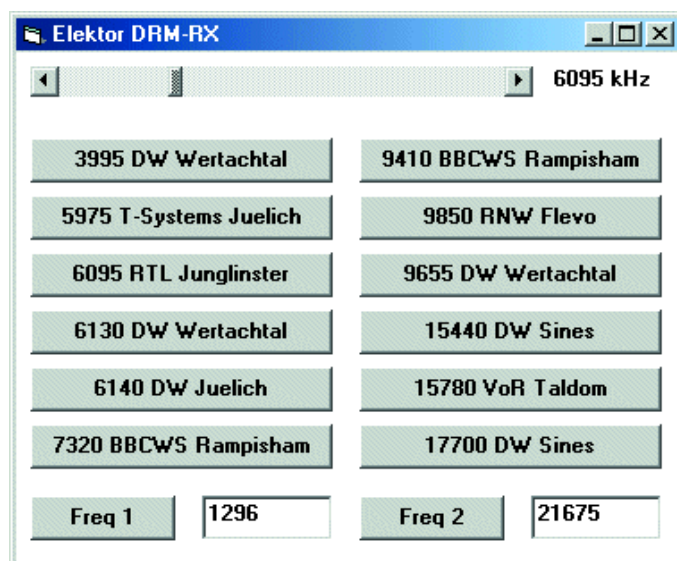 Elektor DRM-RX
6095 kHz
3995 DW Wertachtal
9410 BBCWS Rampisham
5975 T-Systems Juelich
9850 RNW Flevo
6095 RTL Junglinster
9655 DW Wertachtal
6130 DW Wertachtal
15440 DW Sines
6140 DW Juelich
15780 VoR Taldom
7320 BBCWS Rampisham
17700 DW Sines
Freq 1
1296
Freq 2
21675